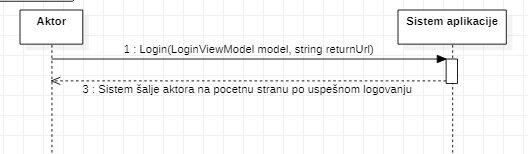 Aktor
Sistem aplikacije
1 : Login(LoginViewModel model, string returnUrl)
3 : Sistem šalje aktora na pocetnu stranu po uspešnom logovanju